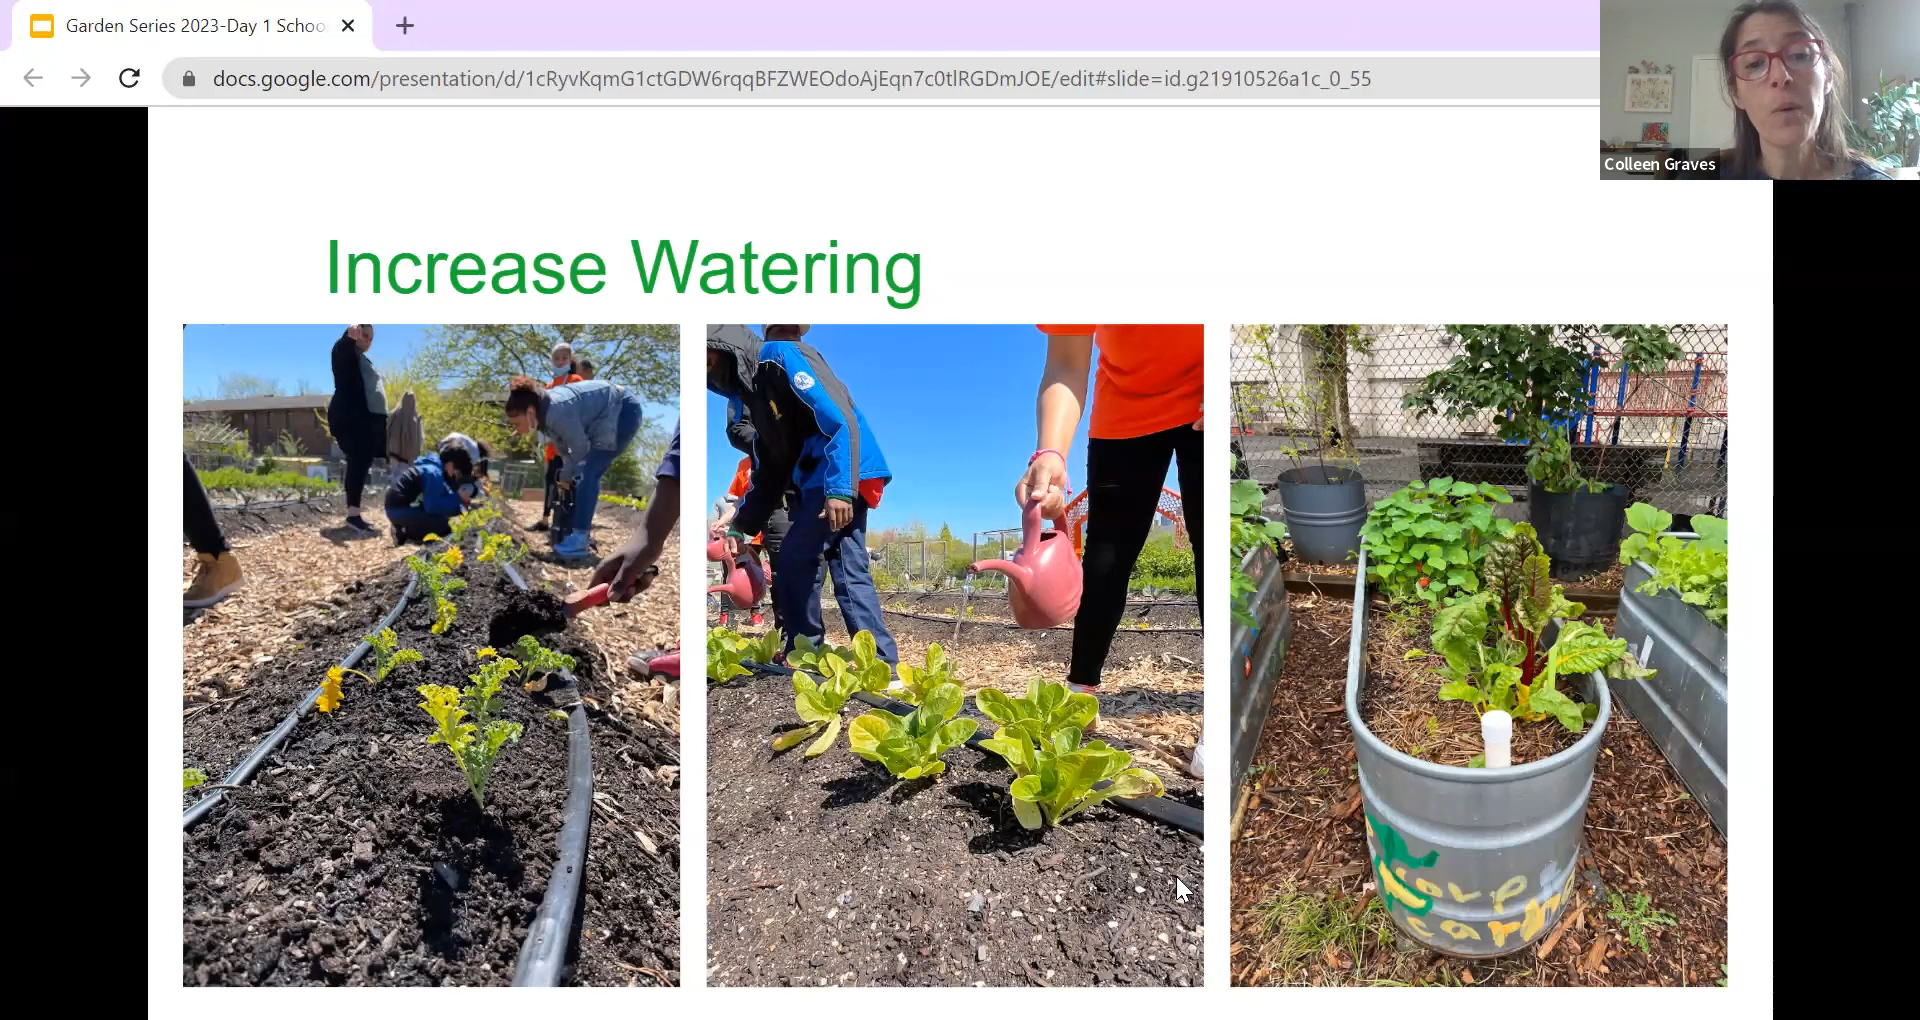 Garden Series 2023-Day 1 Schoo
docs.google.com/presentation/d/1cRyvKqmG1ctGDW6rqqBFZWEOdoAjEqn7c0tlRGDmJOE/edit#slide=id.g21910526a1c_0_55
Colleen Graves
Increase Watering